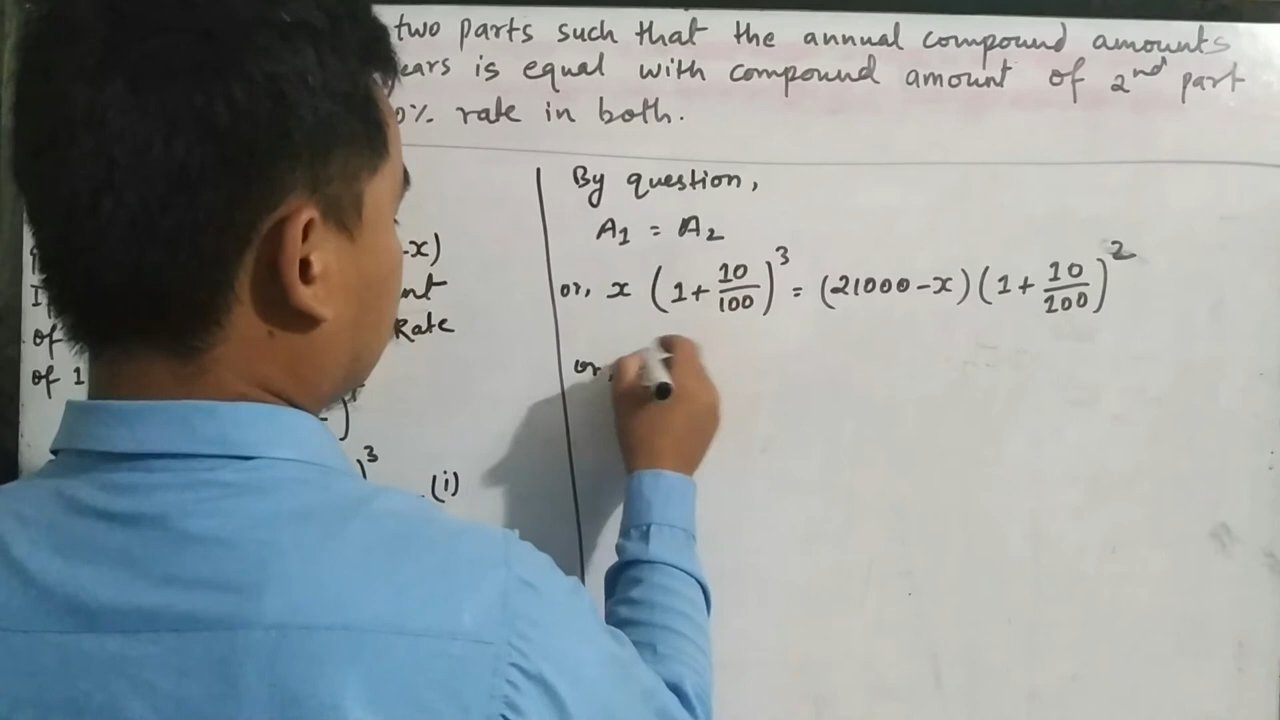 two parts such that the annual compound amounts
ears is equal with compound amount of 2nd part
0% rate in both.
-x)
nt
of Rate
of 1
3
(i)
By question,
A1 = A2
or, x (1+10/100)^3 = (21000-x)(1+10/100)^2
or,